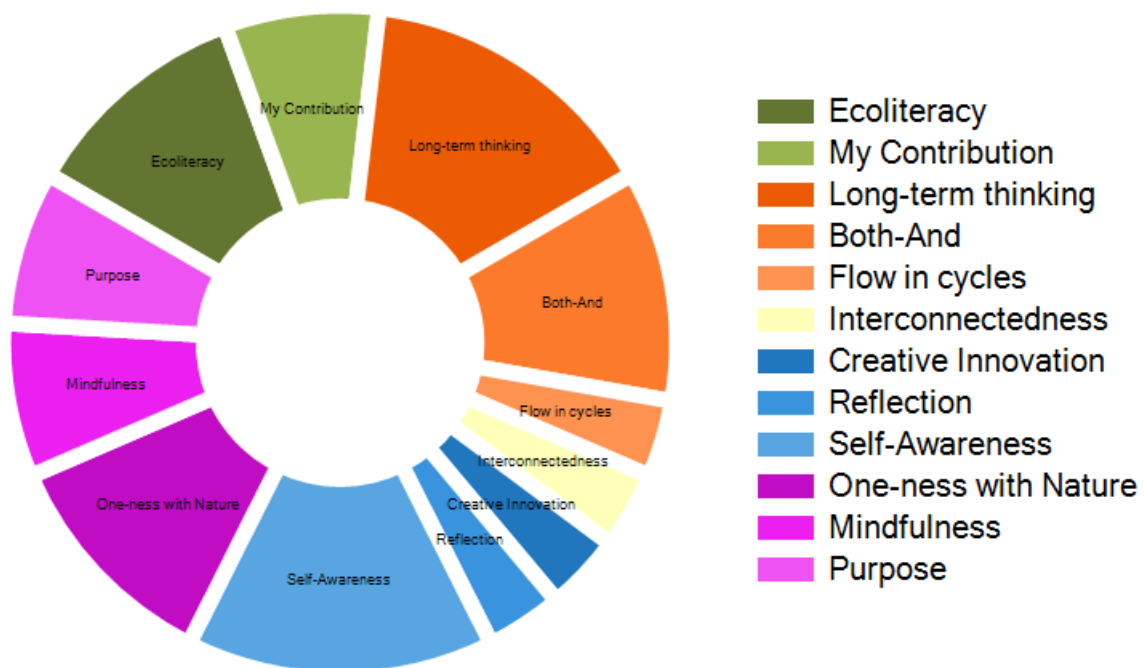 My Contribution
Long-term thinking
Ecoliteracy
Purpose
Both-And
Mindfulness
Flow in cycles
Interconnectedness
One-ness with Nature
Creative Innovation
Reflection
Self-Awareness
Ecoliteracy
My Contribution
Long-term thinking
Both-And
Flow in cycles
Interconnectedness
Creative Innovation
Reflection
Self-Awareness
One-ness with Nature
Mindfulness
Purpose